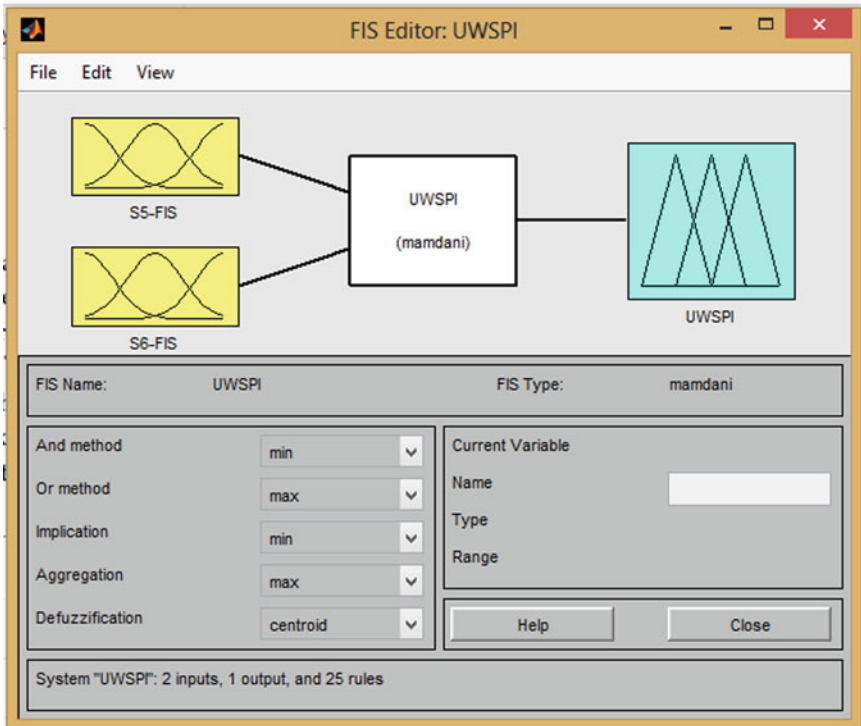 FIS Editor: UWSPI
File Edit View
S5-FIS
S6-FIS
UWSPI
(mamdani)
UWSPI
FIS Name: UWSPI FIS Type: mamdani
And method min
Or method max
Implication min
Aggregation max
Defuzzification centroid
Current Variable
Name
Type
Range
Help Close
System "UWSPI": 2 inputs, 1 output, and 25 rules